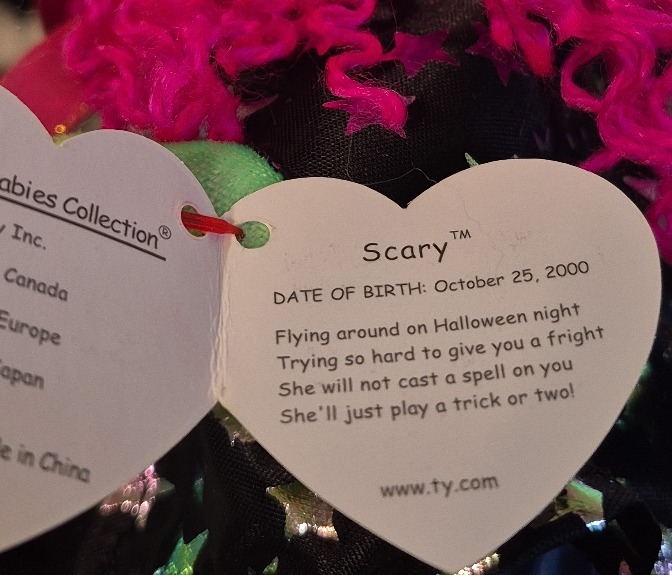 abies Collection®
y Inc.
Canada
Europe
Japan
e in China
Scary™
DATE OF BIRTH: October 25, 2000
Flying around on Halloween night
Trying so hard to give you a fright
She will not cast a spell on you
She'll just play a trick or two!
www.ty.com